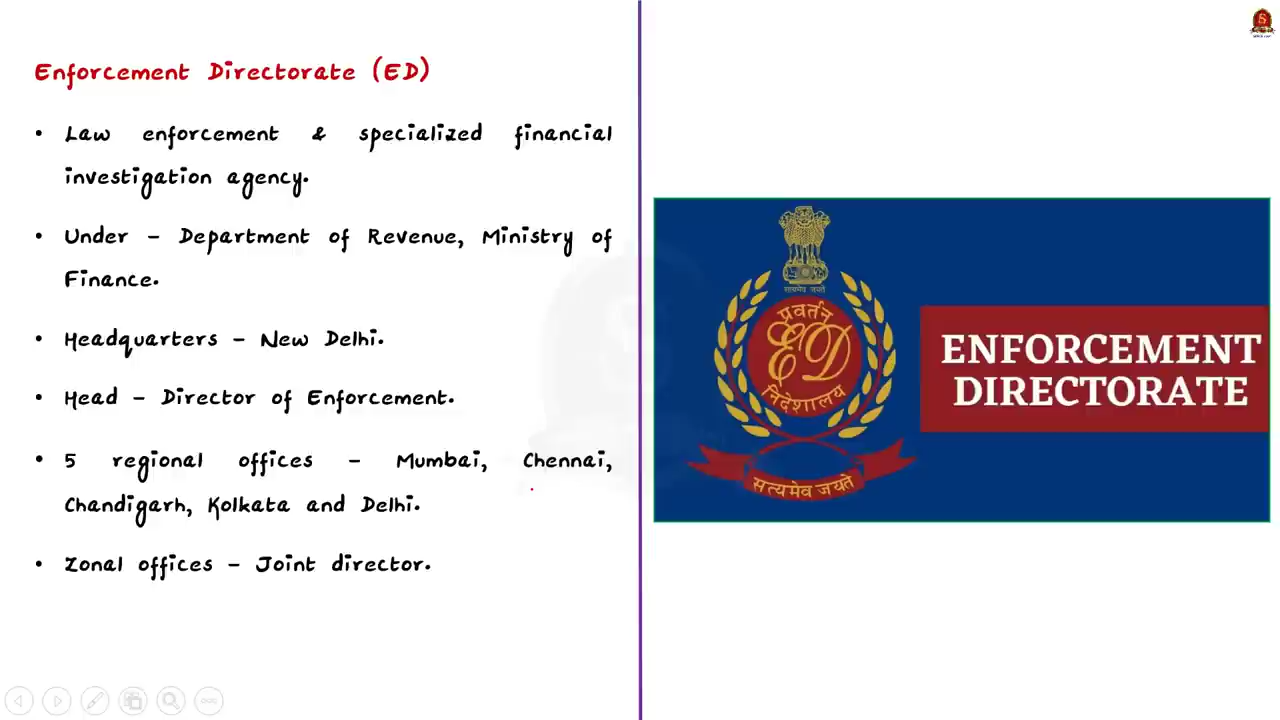 Enforcement Directorate (ED)
• Law enforcement & specialized financial
investigation agency.
• Under – Department of Revenue, Ministry of
Finance.
• Headquarters – New Delhi.
• Head – Director of Enforcement.
• 5 regional offices – Mumbai, Chennai,
Chandigarh, Kolkata and Delhi.
• Zonal offices – Joint director.
सत्यमेव जयते
प्रवर्तन
ED
निदेशालय
सत्यमेव जयते
ENFORCEMENT
DIRECTORATE